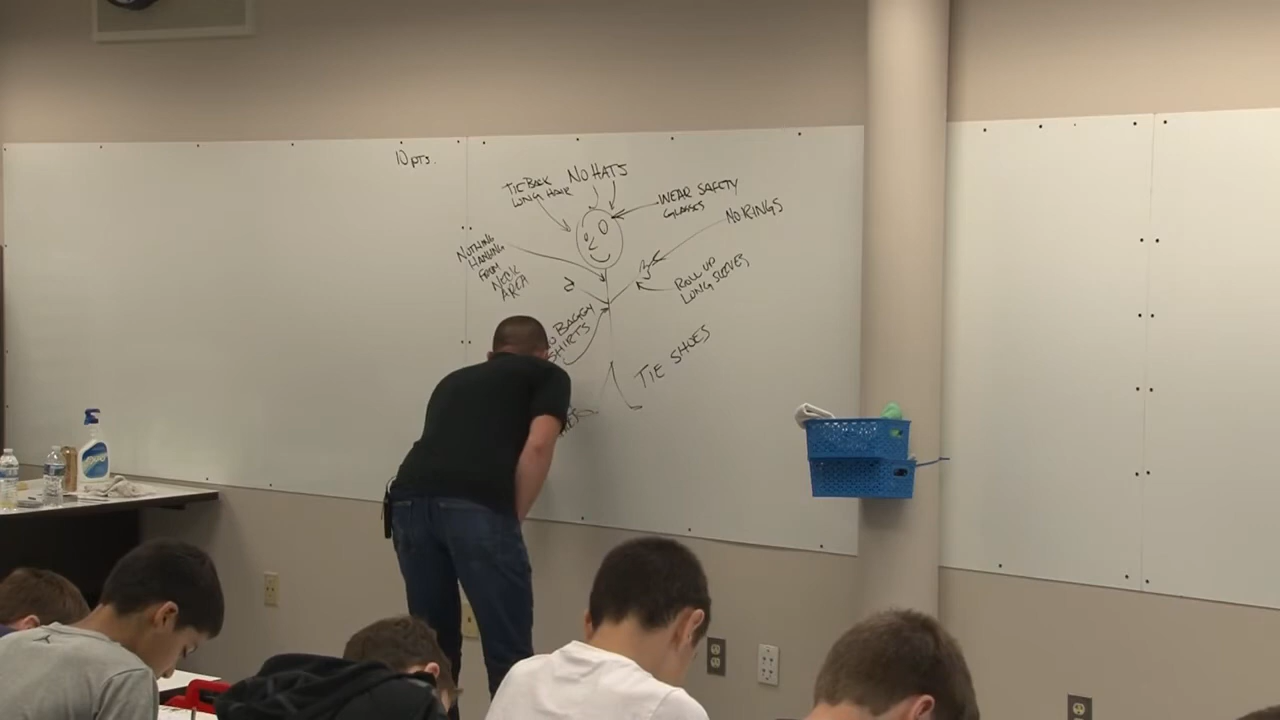 10 pts.
TIE BACK
LONG HAIR
NO HATS
WEAR SAFETY
GLASSES
NO RINGS
NOTHING
HANGING
FROM
NECK
AREA
ROLL UP
LONG SLEEVES
BAGGY
SHIRTS
TIE SHOES